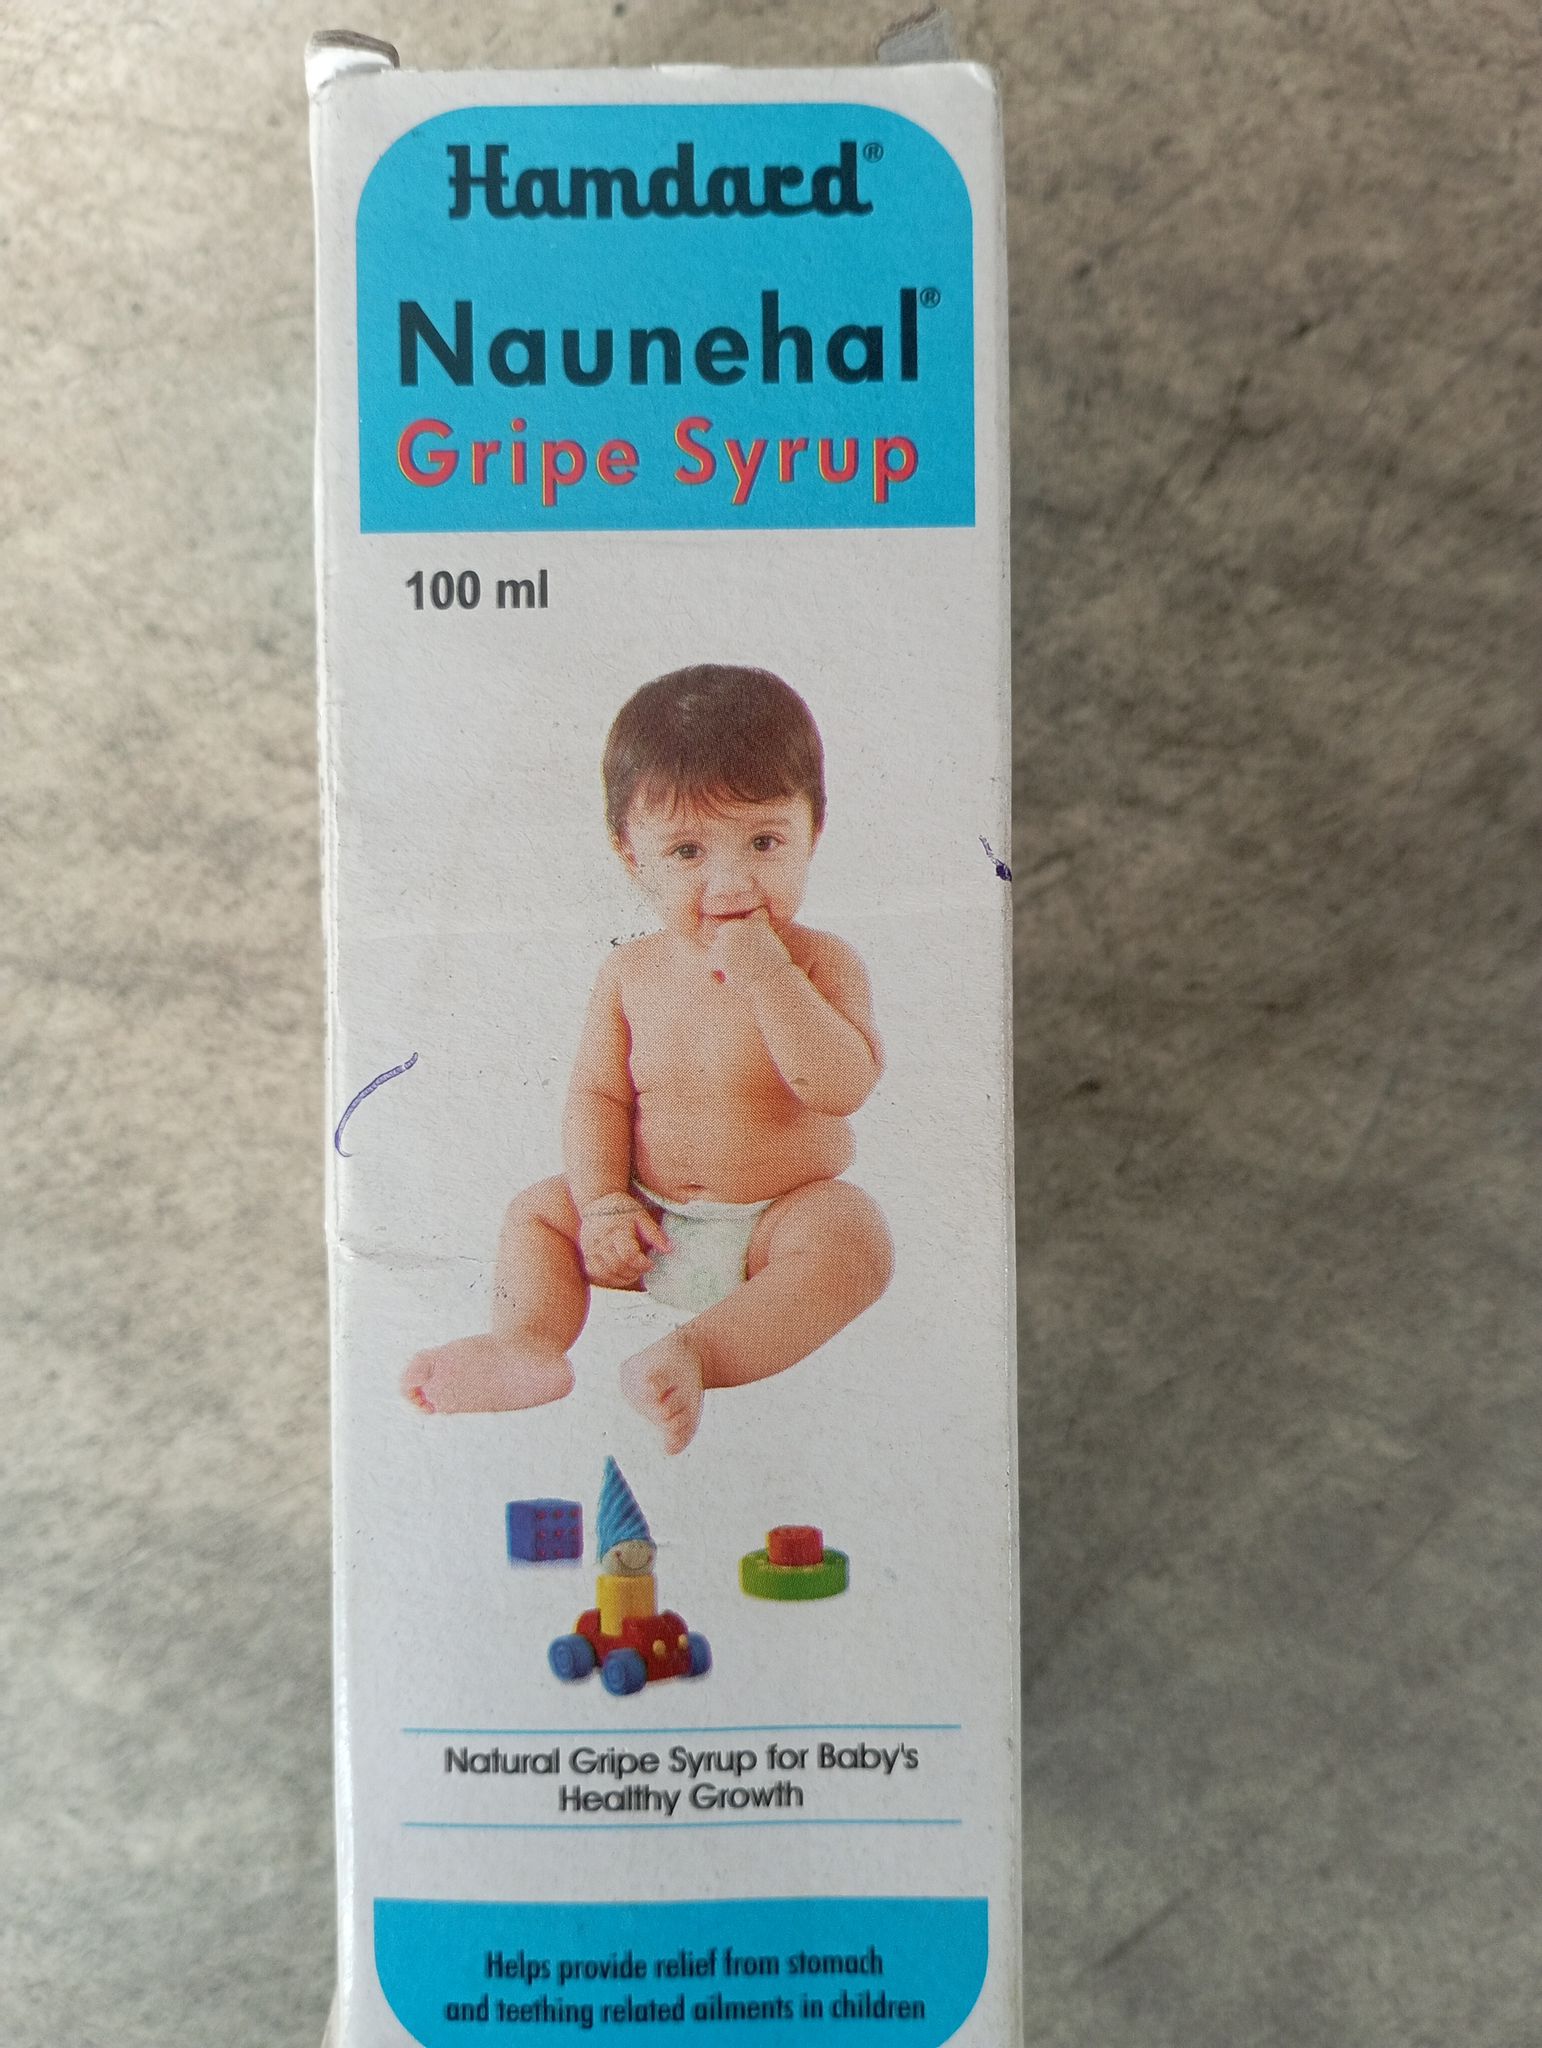 Hamdard®
Naunehal®
Gripe Syrup
100 ml
Natural Gripe Syrup for Baby's
Healthy Growth
Helps provide relief from stomach
and teething related ailments in children